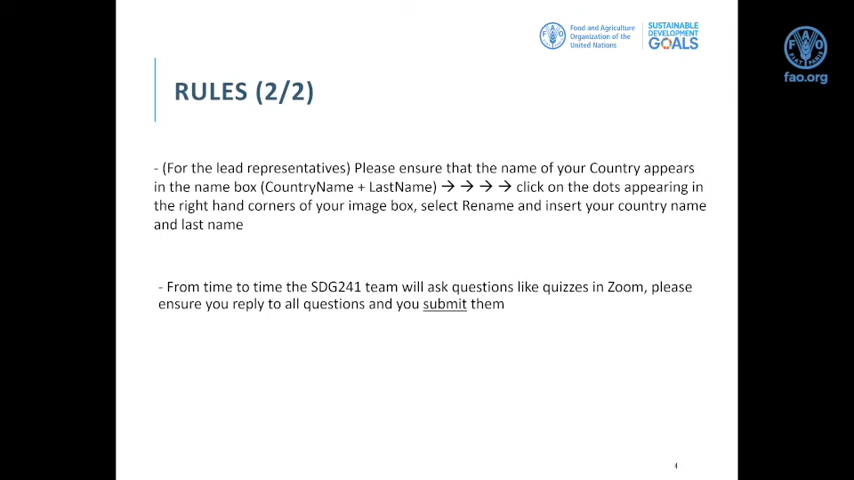 Food and Agriculture
Organization of the
United Nations
SUSTAINABLE
DEVELOPMENT
GOALS
FAO
FIAT PANIS
fao.org
RULES (2/2)
- (For the lead representatives) Please ensure that the name of your Country appears
in the name box (CountryName + LastName) → → → → click on the dots appearing in
the right hand corners of your image box, select Rename and insert your country name
and last name
- From time to time the SDG241 team will ask questions like quizzes in Zoom, please
ensure you reply to all questions and you submit them